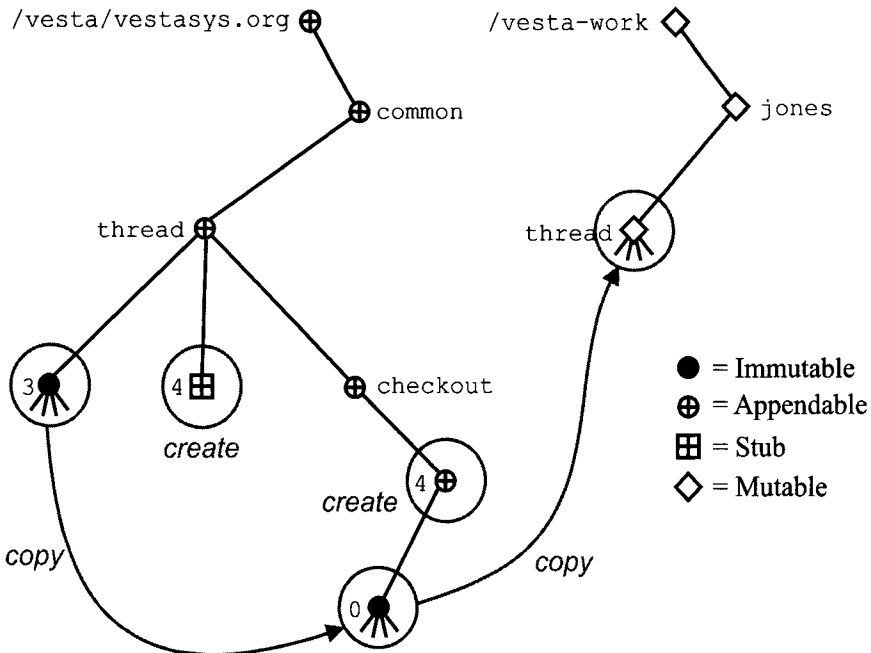 /vesta/vestasys.org
/vesta-work
common
jones
thread
thread
3
4
checkout
create
4
create
copy
copy
0
= Immutable
= Appendable
= Stub
= Mutable